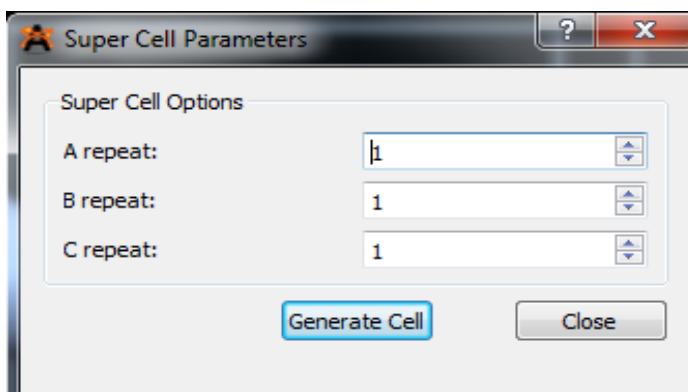 Super Cell Parameters ?
Super Cell Options
A repeat: 1
B repeat: 1
C repeat: 1
Generate Cell Close